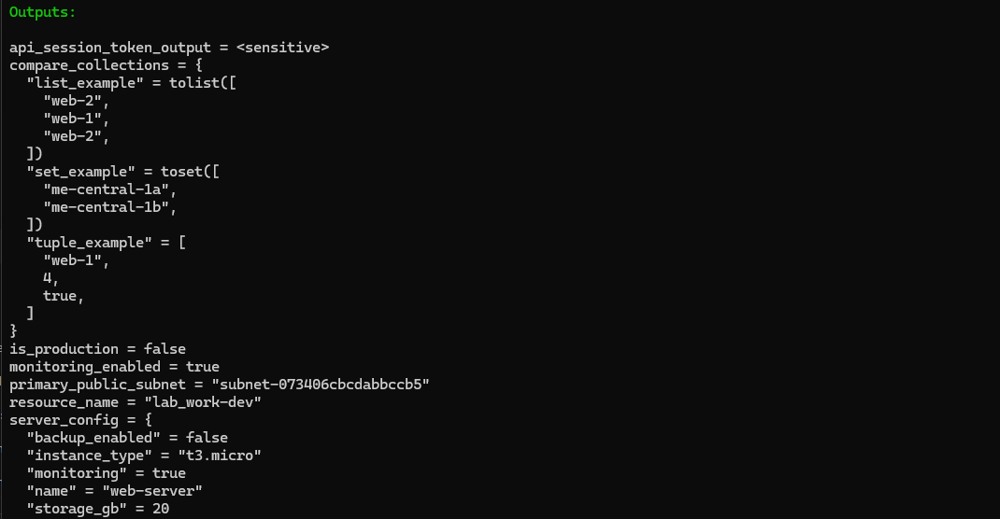 Outputs:
api_session_token_output = <sensitive>
compare_collections = {
  "list_example" = tolist([
    "web-2",
    "web-1",
    "web-2",
  ])
  "set_example" = toset([
    "me-central-1a",
    "me-central-1b",
  ])
  "tuple_example" = [
    "web-1",
    4,
    true,
  ]
}
is_production = false
monitoring_enabled = true
primary_public_subnet = "subnet-073406cbcdabbccb5"
resource_name = "lab_work-dev"
server_config = {
  "backup_enabled" = false
  "instance_type" = "t3.micro"
  "monitoring" = true
  "name" = "web-server"
  "storage_gb" = 20